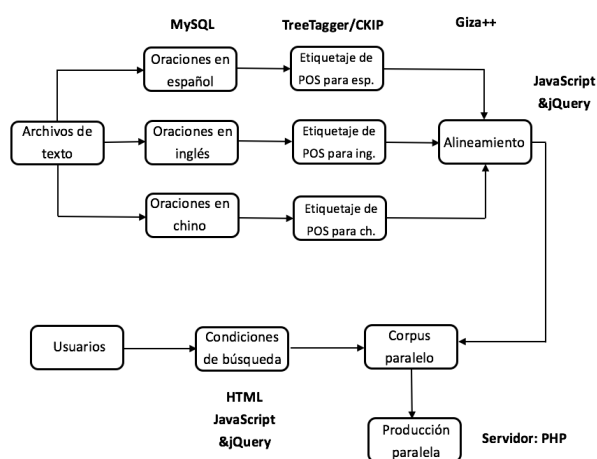 MySQL
TreeTagger/CKIP
Giza++
Oraciones en
español
Etiquetaje de
POS para esp.
JavaScript
&jQuery
Archivos de
texto
Oraciones en
inglés
Etiquetaje de
POS para ing.
Alineamiento
Oraciones en
chino
Etiquetaje de
POS para ch.
Usuarios
Condiciones
de búsqueda
Corpus
paralelo
HTML
JavaScript
&jQuery
Producción
paralela
Servidor: PHP